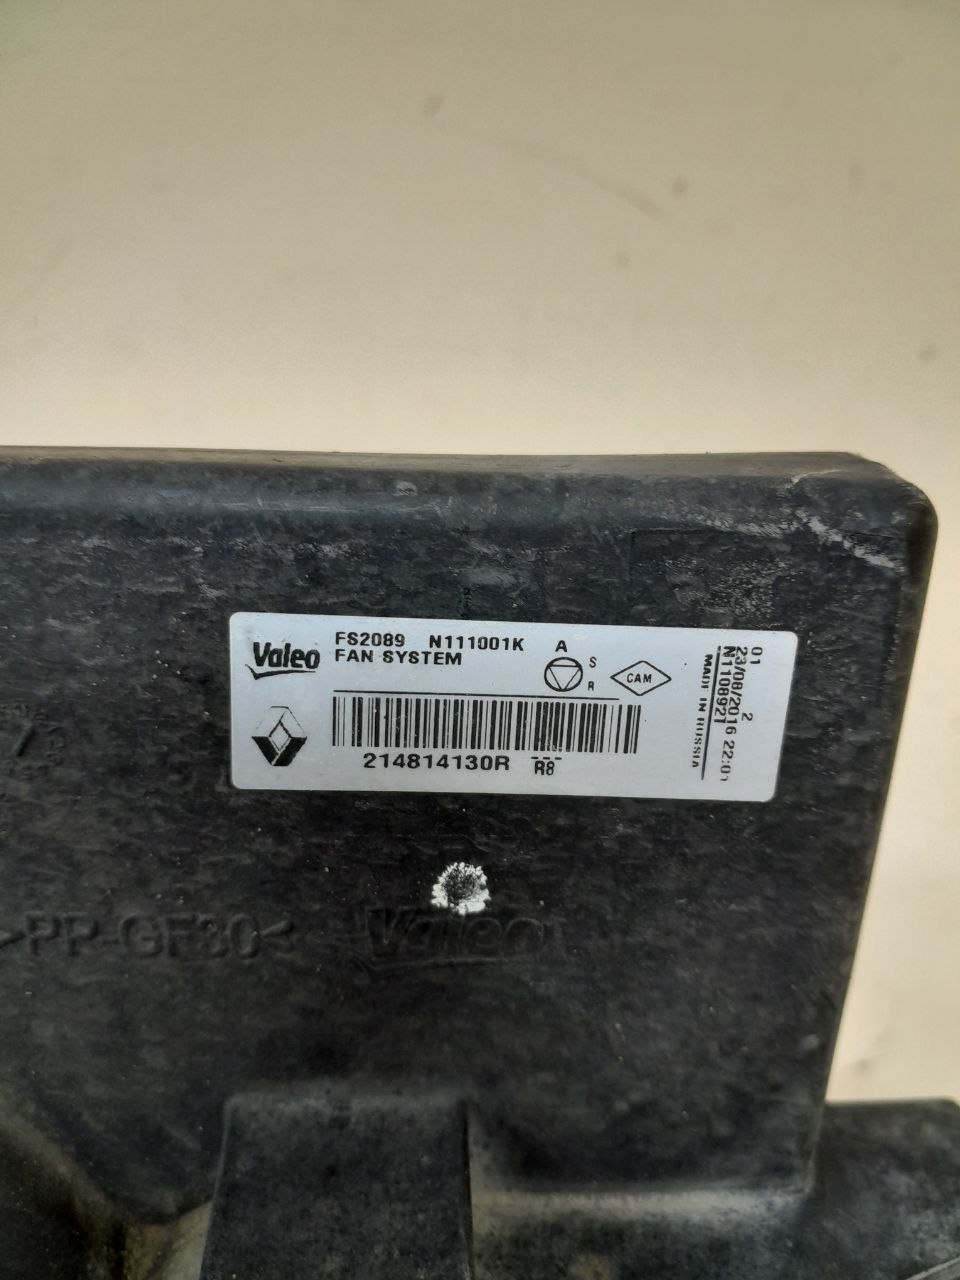 Valeo
FS2089 N111001K
FAN SYSTEM
A
S
R
CAM
214814130R R8
01 2
23/08/2016 22:01
N1108921
MADE IN RUSSIA
>PP-GF30<
Valeo